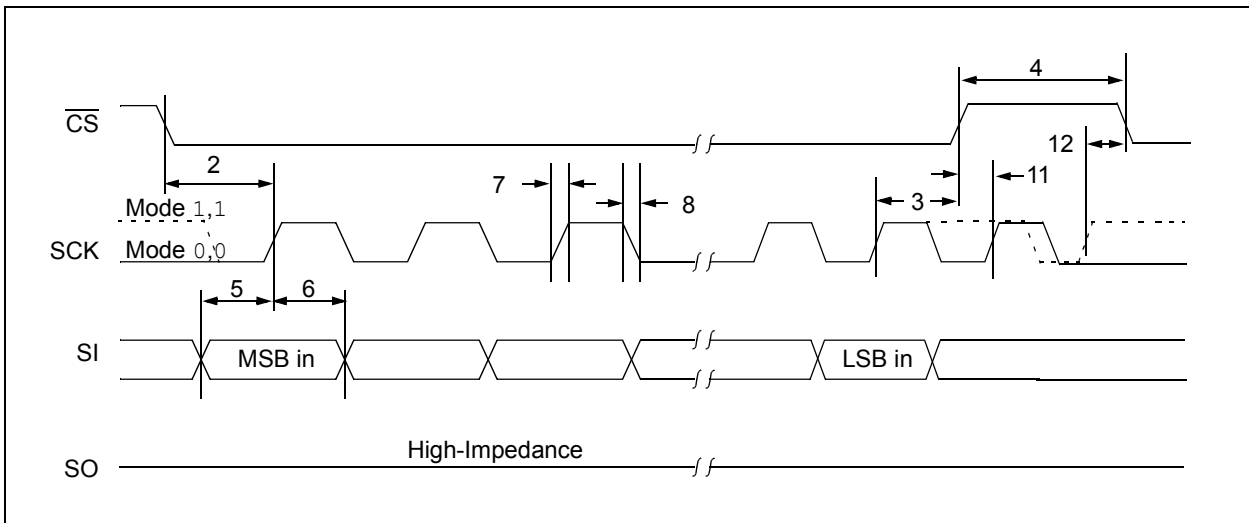 4
CS
12
2
7
8
3
11
Mode 1,1
SCK
Mode 0,0
5
6
SI
MSB in
LSB in
High-Impedance
SO